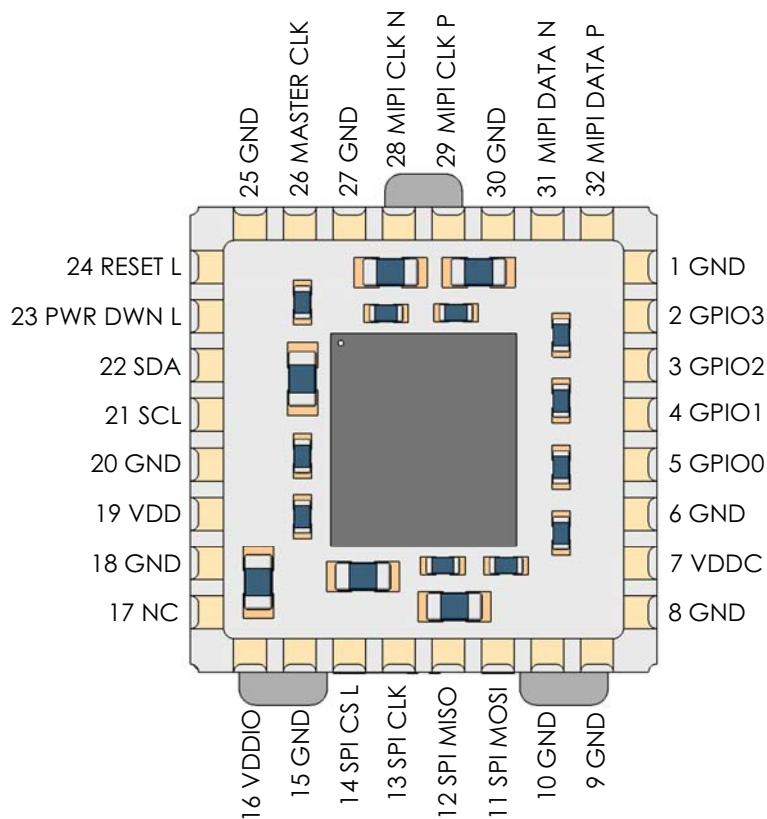 25 GND
26 MASTER CLK
27 GND
28 MIPI CLK N
29 MIPI CLK P
30 GND
31 MIPI DATA N
32 MIPI DATA P
24 RESET L
23 PWR DWN L
22 SDA
21 SCL
20 GND
19 VDD
18 GND
17 NC
1 GND
2 GPIO3
3 GPIO2
4 GPIO1
5 GPIO0
6 GND
7 VDDC
8 GND
16 VDDIO
15 GND
14 SPI CS L
13 SPI CLK
12 SPI MISO
11 SPI MOSI
10 GND
9 GND